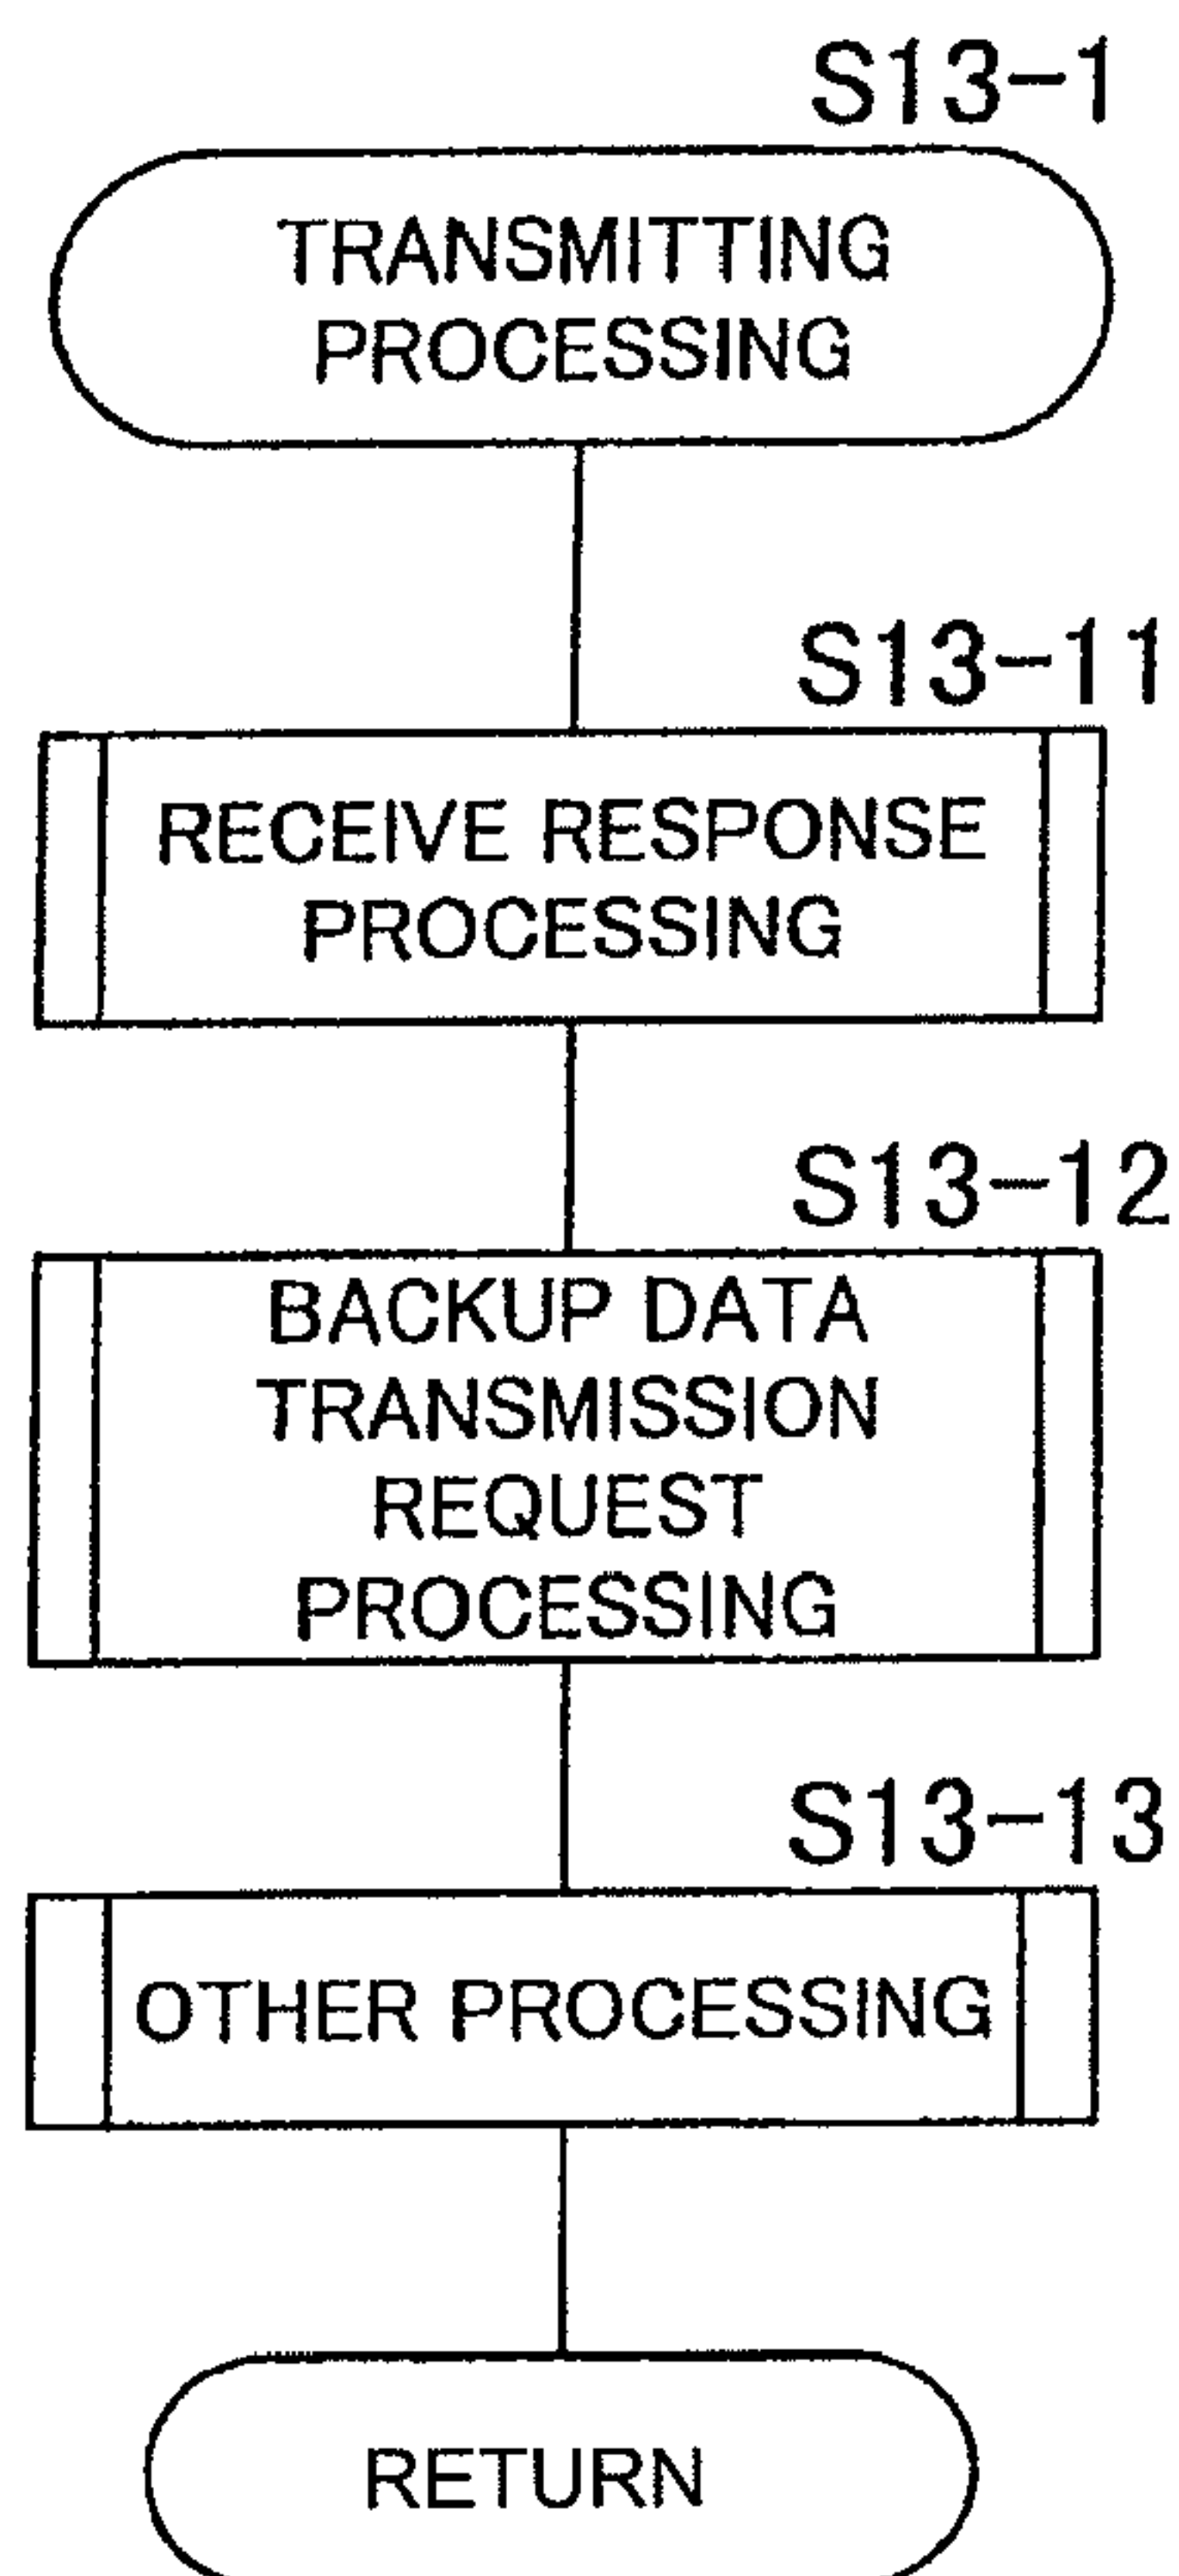 S13-1
TRANSMITTING
PROCESSING
S13-11
RECEIVE RESPONSE
PROCESSING
S13-12
BACKUP DATA
TRANSMISSION
REQUEST
PROCESSING
S13-13
OTHER PROCESSING
RETURN